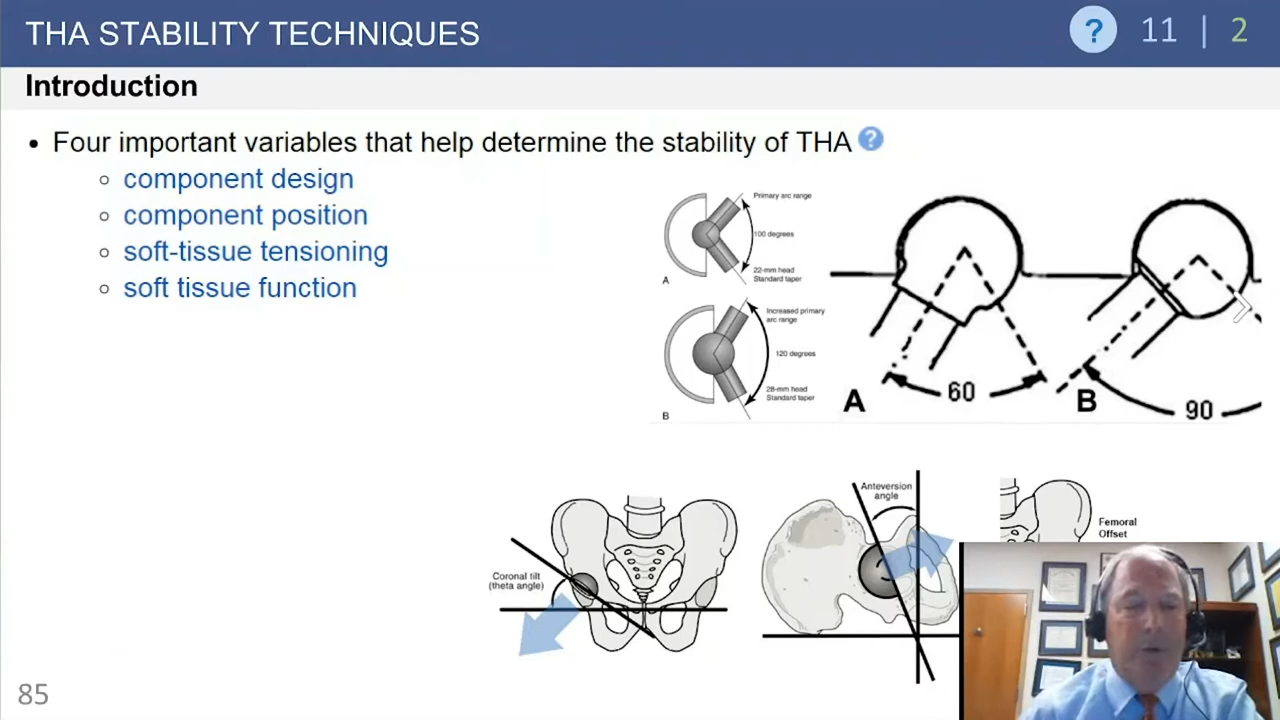 THA STABILITY TECHNIQUES
? 11 | 2
Introduction
• Four important variables that help determine the stability of THA ?
component design
component position
soft-tissue tensioning
soft tissue function
Primary arc range
100 degrees
22-mm head
Standard taper
A
Increased primary
arc range
120 degrees
28-mm head
Standard taper
B
A
60
B
90
Coronal tilt
(theta angle)
Anteversion
angle
Femoral
Offset
85